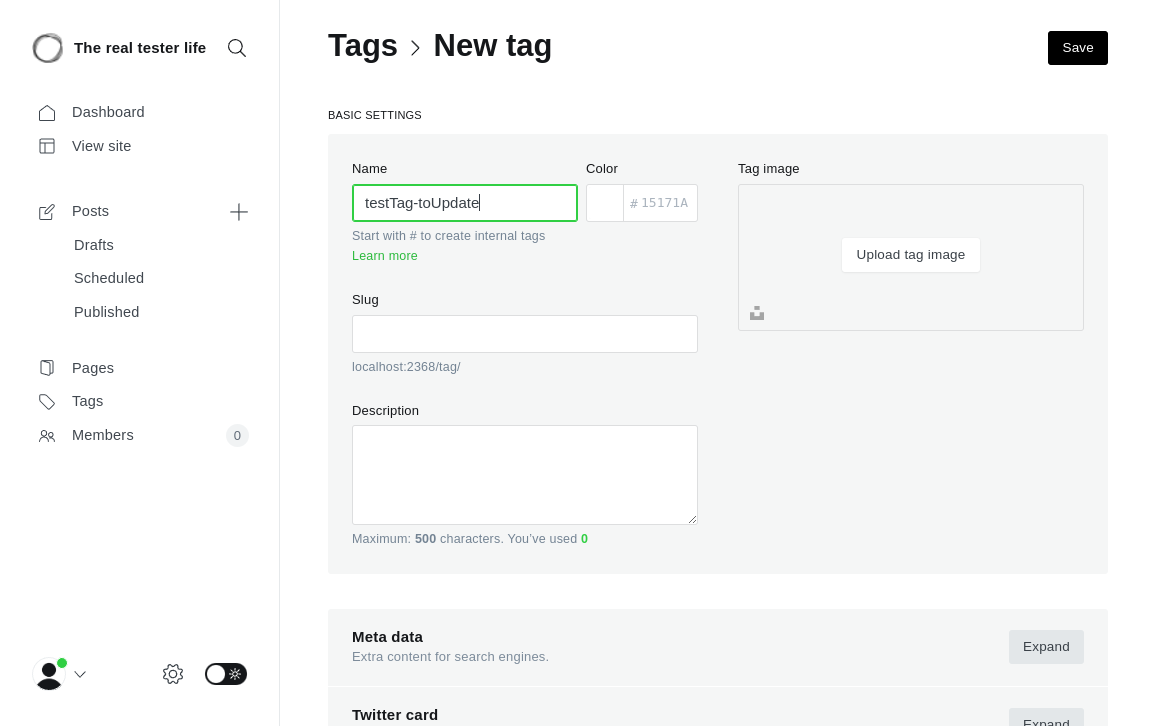 The real tester life
Dashboard
View site
Posts
Drafts
Scheduled
Published
Pages
Tags
Members
0
Tags > New tag
Save
BASIC SETTINGS
Name
testTag-toUpdate
Start with # to create internal tags
Learn more
Color
# 15171A
Slug
localhost:2368/tag/
Description
Maximum: 500 characters. You’ve used 0
Tag image
Upload tag image
Meta data
Extra content for search engines.
Expand
Twitter card
Expand